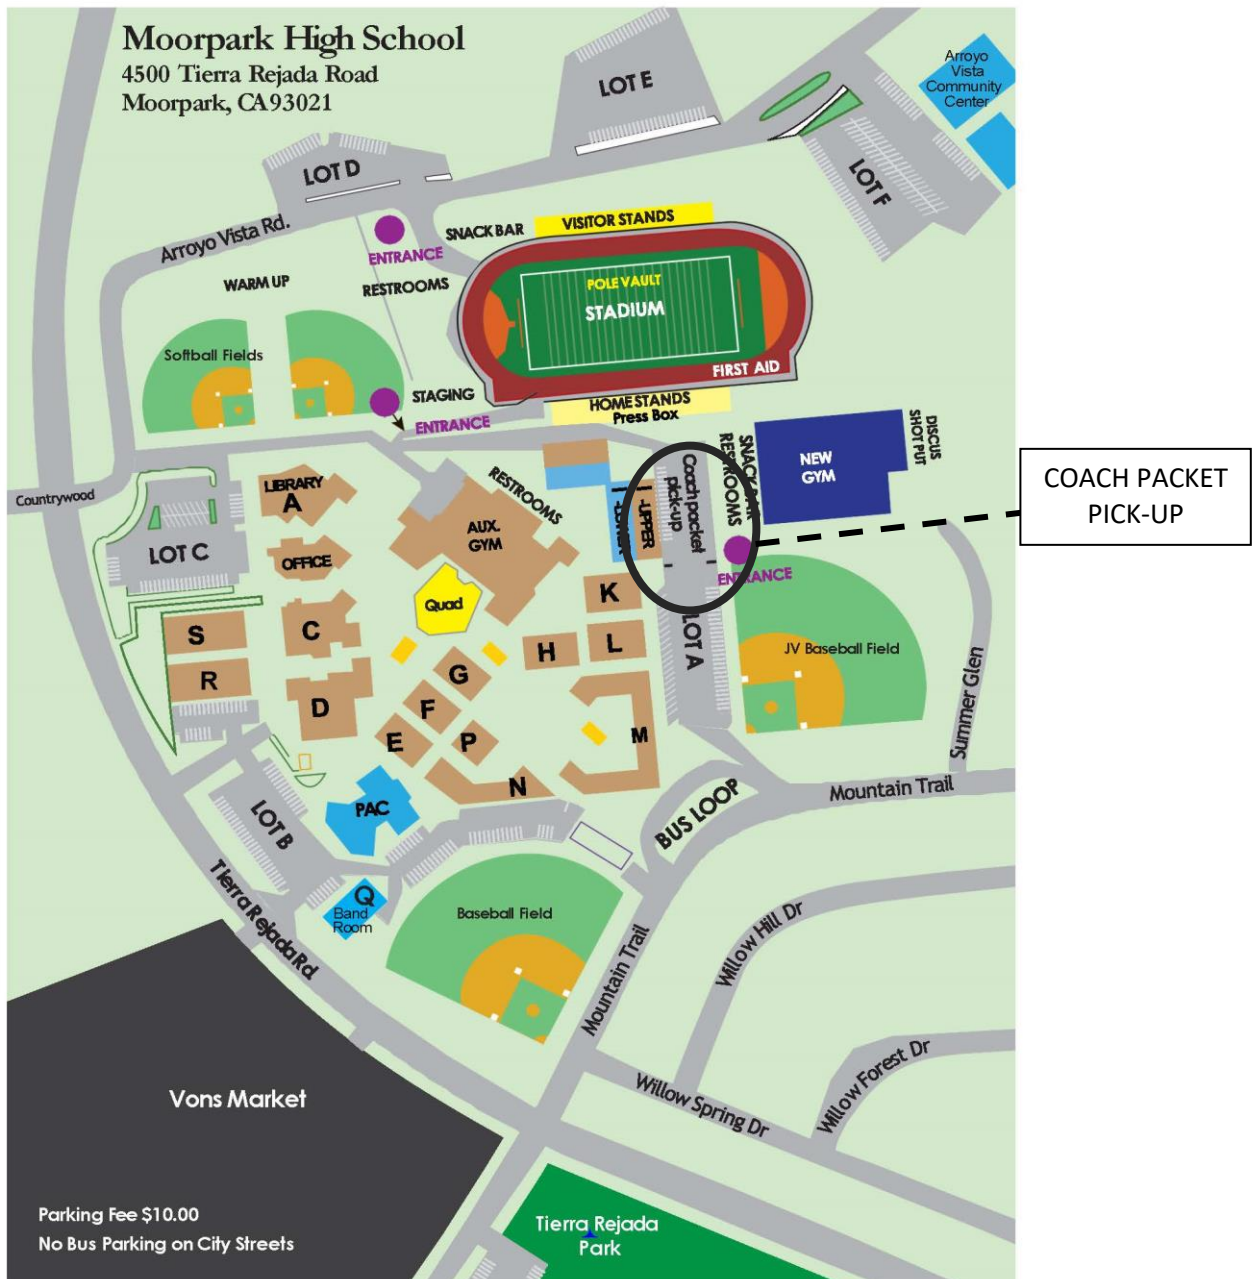 Moorpark High School
4500 Tierra Rejada Road
Moorpark, CA 93021
LOT E
Arroyo
Vista
Community
Center
LOT D
LOT F
Arroyo Vista Rd.
SNACK BAR
VISITOR STANDS
ENTRANCE
WARM UP
RESTROOMS
POLE VAULT
STADIUM
Softball Fields
FIRST AID
STAGING
ENTRANCE
HOME STANDS
Press Box
DISCUS
SHOT PUT
SNACK BAR
RESTROOMS
NEW
GYM
COACH PACKET
PICK-UP
Coach packet
pick-up
Countrywood
LIBRARY
A
RESTROOMS
AUX.
GYM
I-UPPER
I-LOWER
LOT C
OFFICE
ENTRANCE
Quad
K
S
C
L
LOT A
H
JV Baseball Field
R
G
D
F
E
P
M
Summer Glen
N
Mountain Trail
BUS LOOP
PAC
LOT B
Tierra Rejada Rd
Q
Band
Room
Baseball Field
Willow Hill Dr
Mountain Trail
Willow Forest Dr
Willow Spring Dr
Vons Market
Parking Fee $10.00
No Bus Parking on City Streets
Tierra Rejada
Park